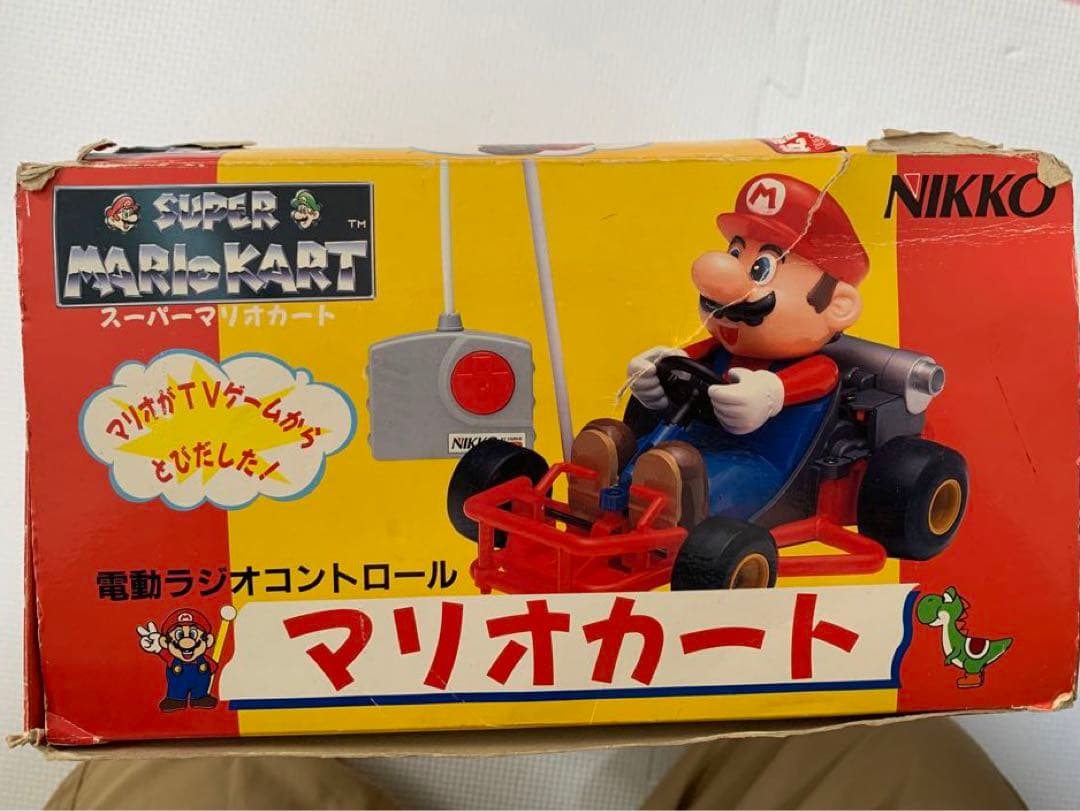 SUPER
MARIO KART TM
スーパーマリオカート
NIKKO
M
マリオがTVゲームから
とびだした!
NIKKO
電動ラジオコントロール
マリオカート